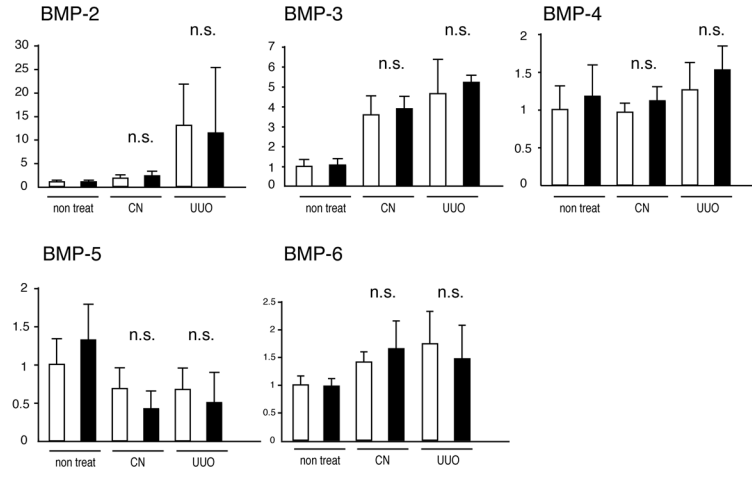 BMP-2
n.s.
30
25
20
15
10
5
0
n.s.
non treat
CN
UUO
BMP-3
n.s.
7
6
5
4
3
2
1
0
n.s.
non treat
CN
UUO
BMP-4
n.s.
2
1.5
1
0.5
0
n.s.
non treat
CN
UUO
BMP-5
2
1.5
1
0.5
0
n.s.
n.s.
non treat
CN
UUO
BMP-6
2.5
2
1.5
1
0.5
0
n.s.
n.s.
non treat
CN
UUO